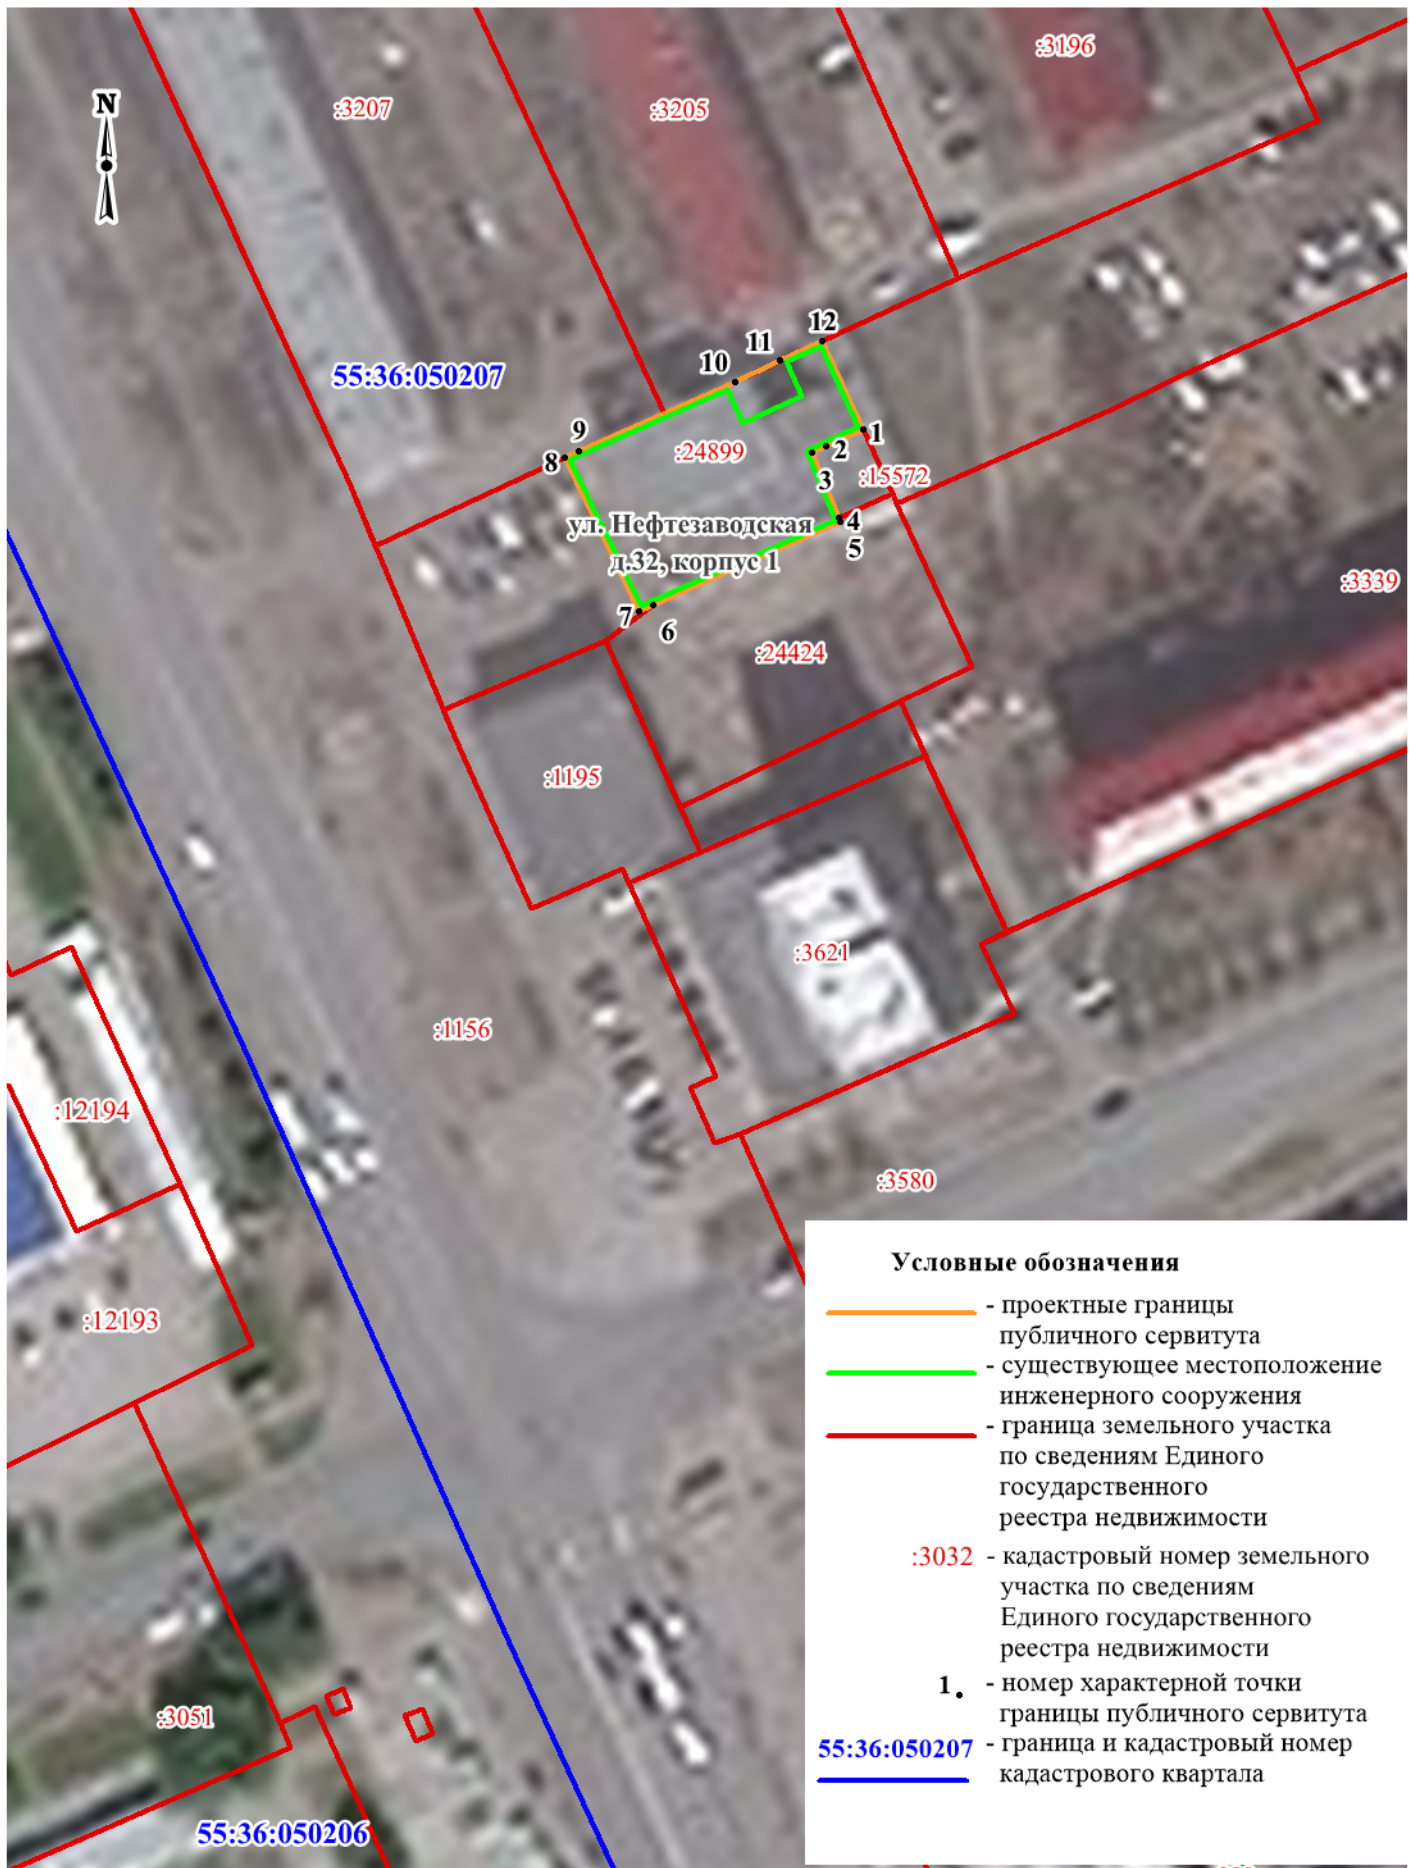 :3196
:3207
:3205
N
12
11
10
55:36:050207
9
8
:24899
1
2
3
:15572
ул. Нефтезаводская
4
д.32, корпус 1
5
:3339
7
6
:24424
:1195
:3621
:1156
:12194
:3580
:12193
Условные обозначения
- проектные границы
публичного сервитута
- существующее местоположение
инженерного сооружения
- граница земельного участка
по сведениям Единого
государственного
реестра недвижимости
:3032 - кадастровый номер земельного
участка по сведениям
Единого государственного
реестра недвижимости
1. - номер характерной точки
границы публичного сервитута
55:36:050207 - граница и кадастровый номер
кадастрового квартала
:3051
55:36:050206